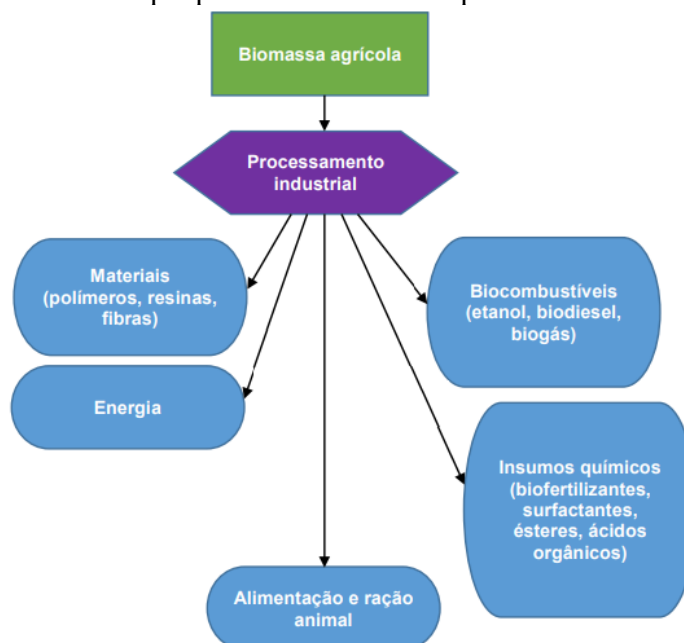 Biomassa agrícola
Processamento
industrial
Materiais
(polímeros, resinas,
fibras)
Biocombustíveis
(etanol, biodiesel,
biogás)
Energia
Insumos químicos
(biofertilizantes,
surfactantes,
ésteres, ácidos
orgânicos)
Alimentação e ração
animal